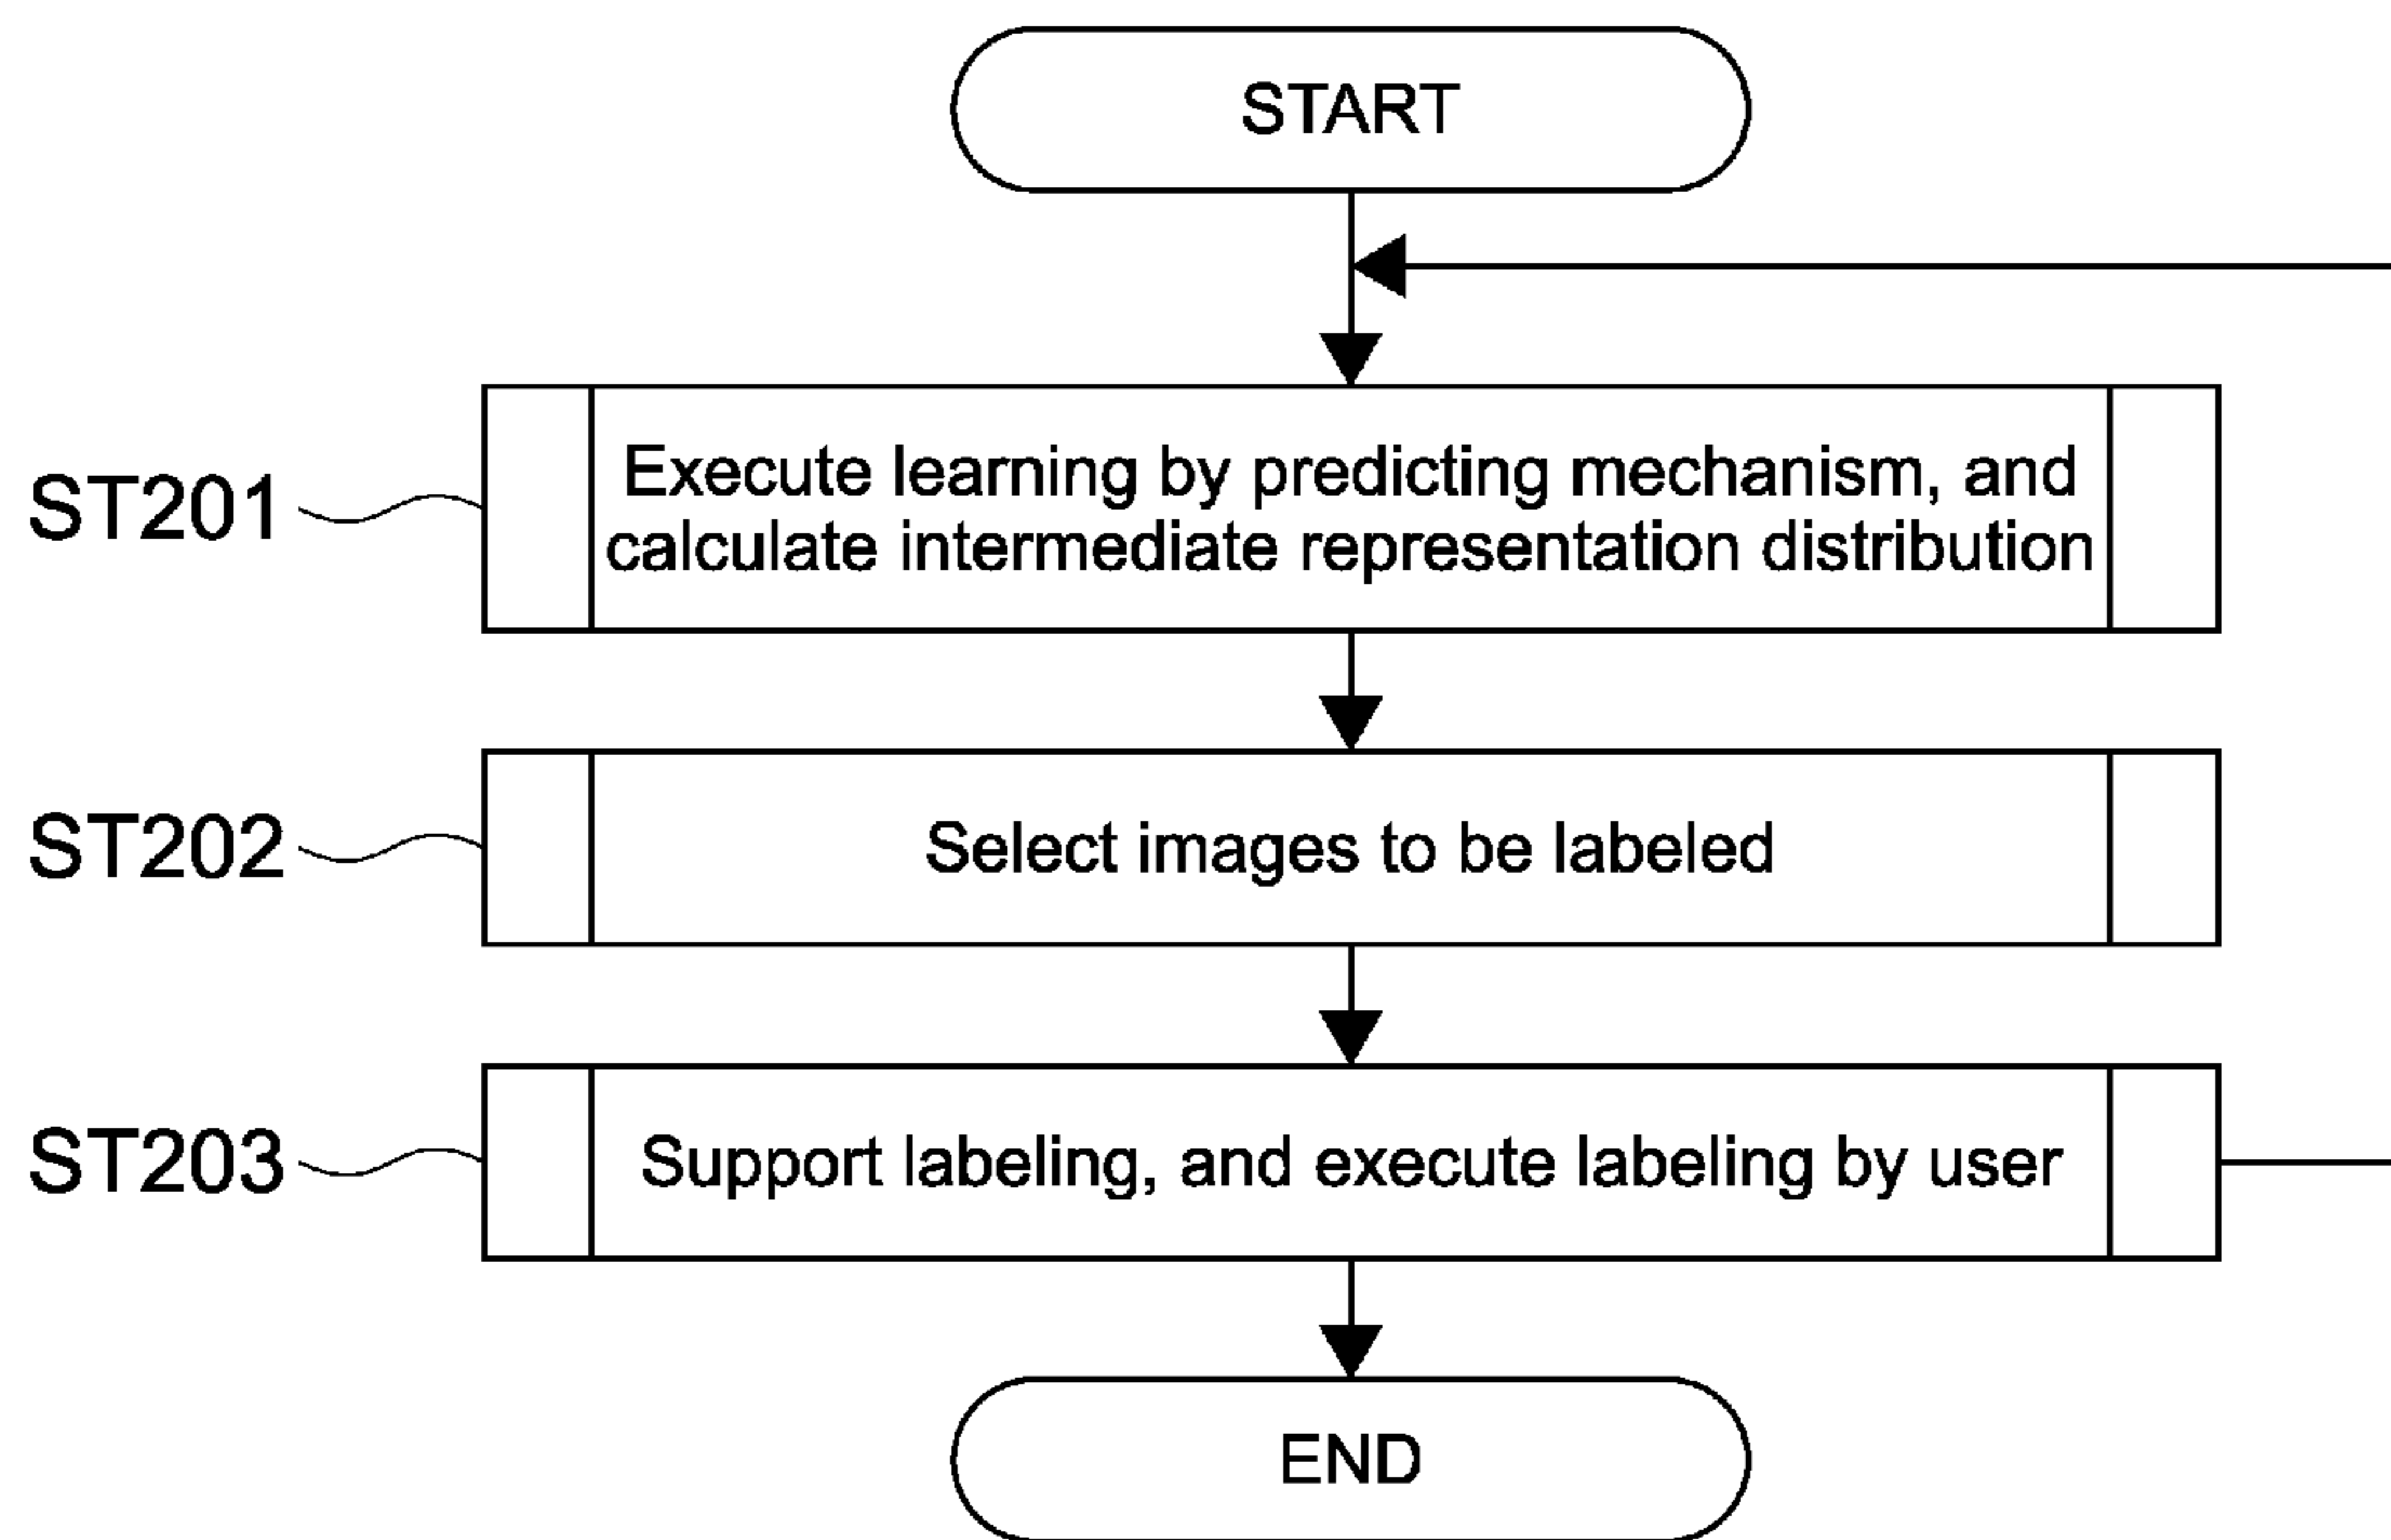 START
ST201
Execute learning by predicting mechanism, and
calculate intermediate representation distribution
ST202
Select images to be labeled
ST203
Support labeling, and execute labeling by user
END